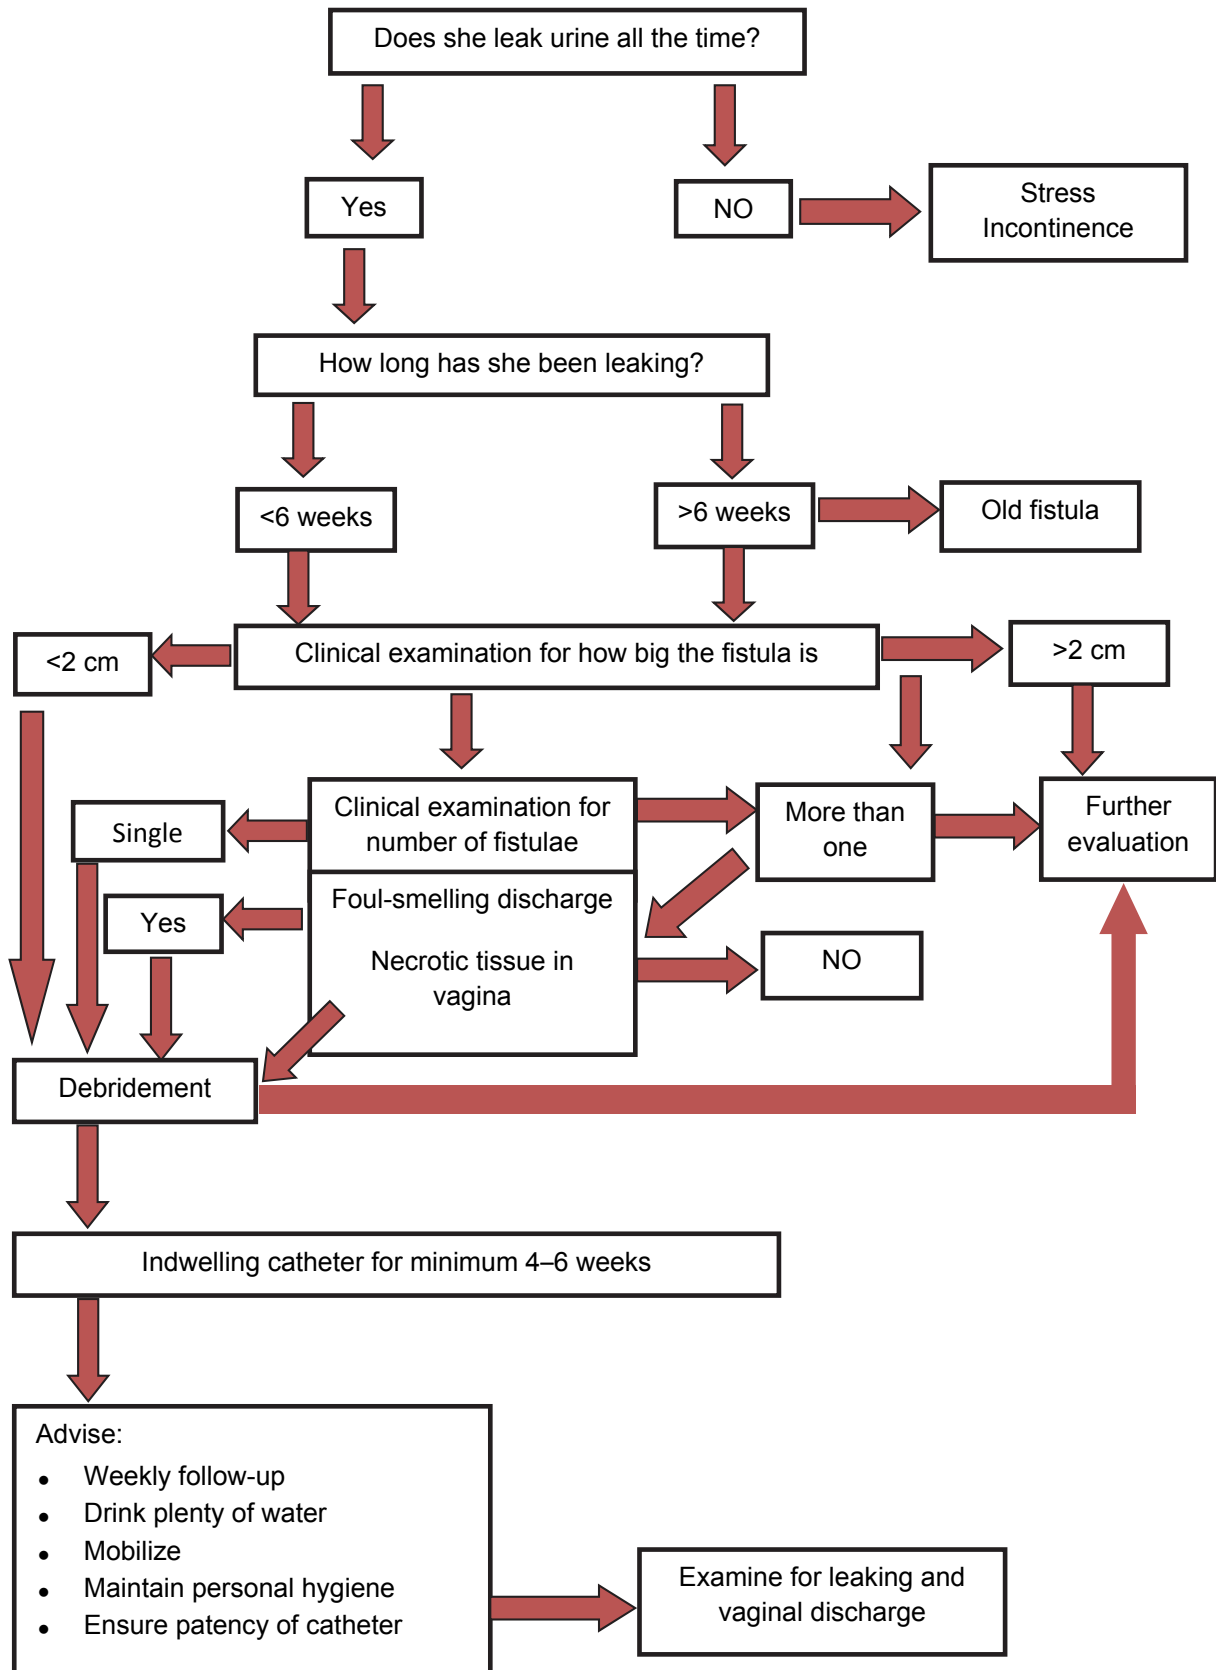 Does she leak urine all the time?
Yes
NO
Stress
Incontinence
How long has she been leaking?
<6 weeks
>6 weeks
Old fistula
<2 cm
Clinical examination for how big the fistula is
>2 cm
Clinical examination for
number of fistulae
Single
More than
one
Further
evaluation
Yes
Foul-smelling discharge
Necrotic tissue in
vagina
NO
Debridement
Indwelling catheter for minimum 4–6 weeks
Advise:
• Weekly follow-up
• Drink plenty of water
• Mobilize
• Maintain personal hygiene
• Ensure patency of catheter
Examine for leaking and
vaginal discharge